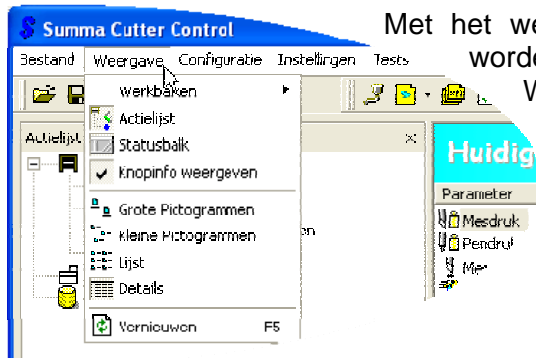 Summa Cutter Control
Met het we
worde
W
Bestand Weergave Configuratie Instellingen Tests
Werkbalken
Actielijst
Statusbalk
Knopinfo weergeven
Grote Pictogrammen
Kleine Pictogrammen
Lijst
Details
Vernieuwen F5
Actielijst
en
Huidig
Parameter
Mesdruk
Pendruk